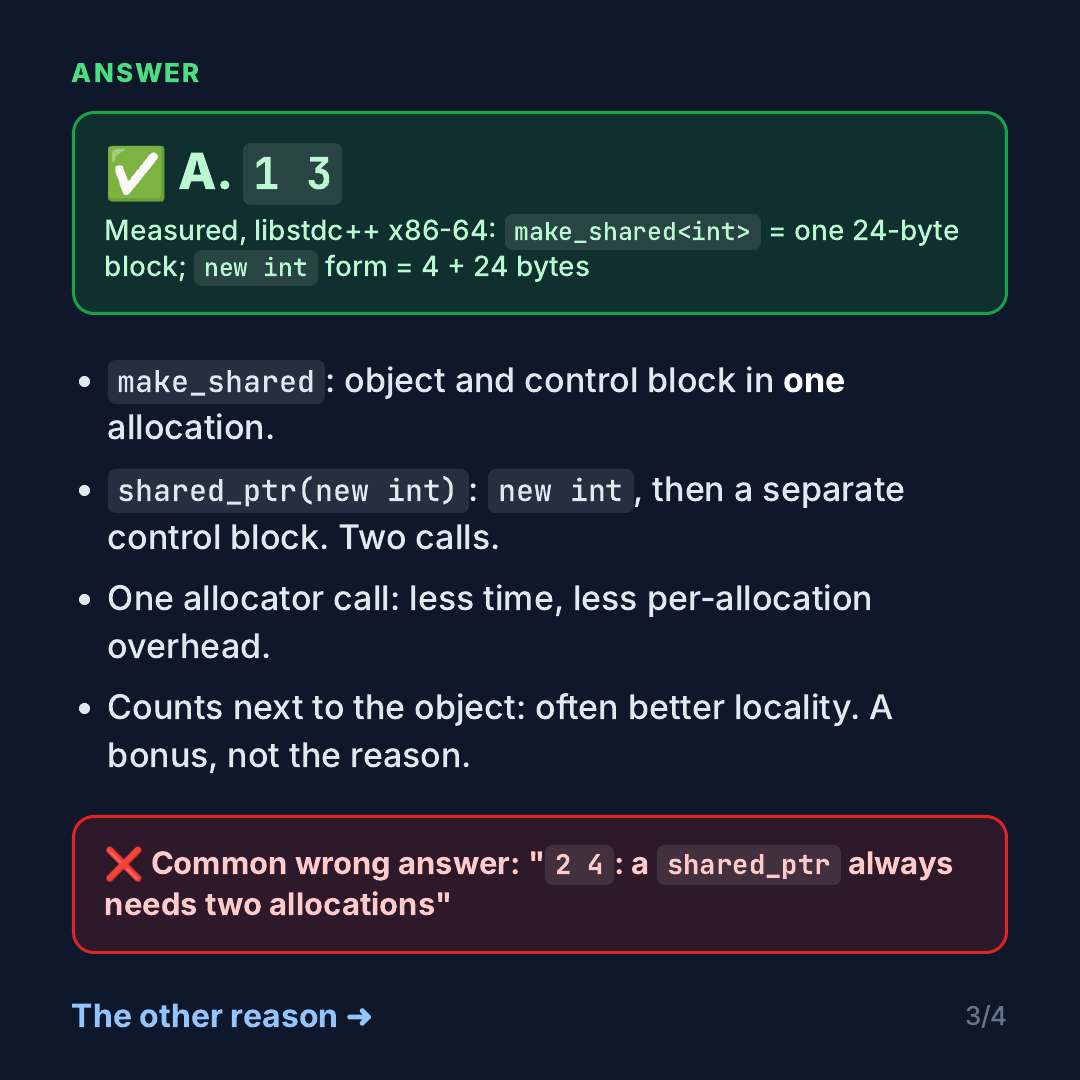 ANSWER
✅ A. 1 3
Measured, libstdc++ x86-64: make_shared<int> = one 24-byte
block; new int form = 4 + 24 bytes
• make_shared: object and control block in one
allocation.
• shared_ptr(new int): new int, then a separate
control block. Two calls.
• One allocator call: less time, less per-allocation
overhead.
• Counts next to the object: often better locality. A
bonus, not the reason.
❌ Common wrong answer: "2 4: a shared_ptr always
needs two allocations"
The other reason ➜
3/4